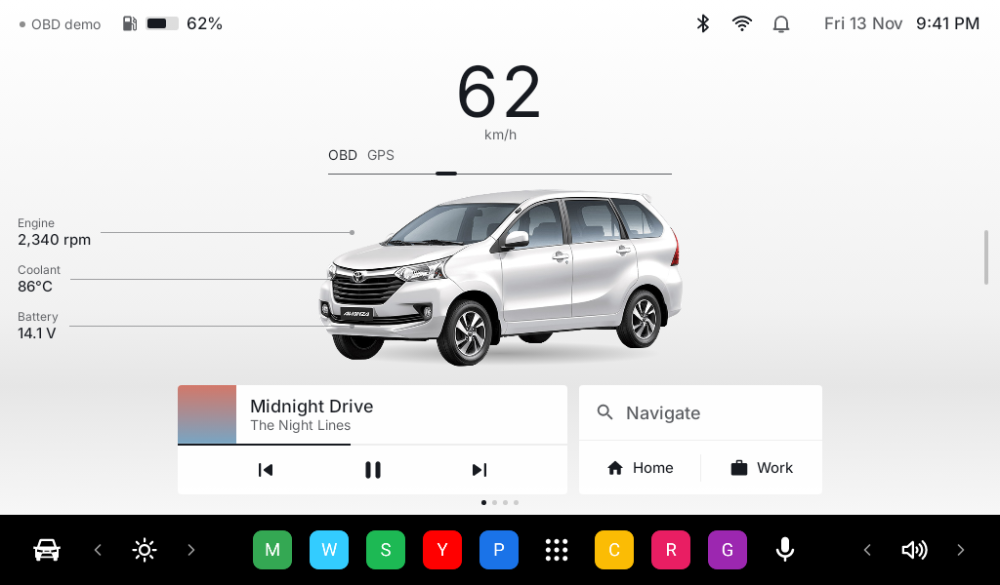 OBD demo
62%
Fri 13 Nov 9:41 PM
62
km/h
OBD GPS
Engine
2,340 rpm
Coolant
86°C
Battery
14.1 V
AVANZA
Midnight Drive
The Night Lines
Navigate
Home
Work
M W S Y P C R G